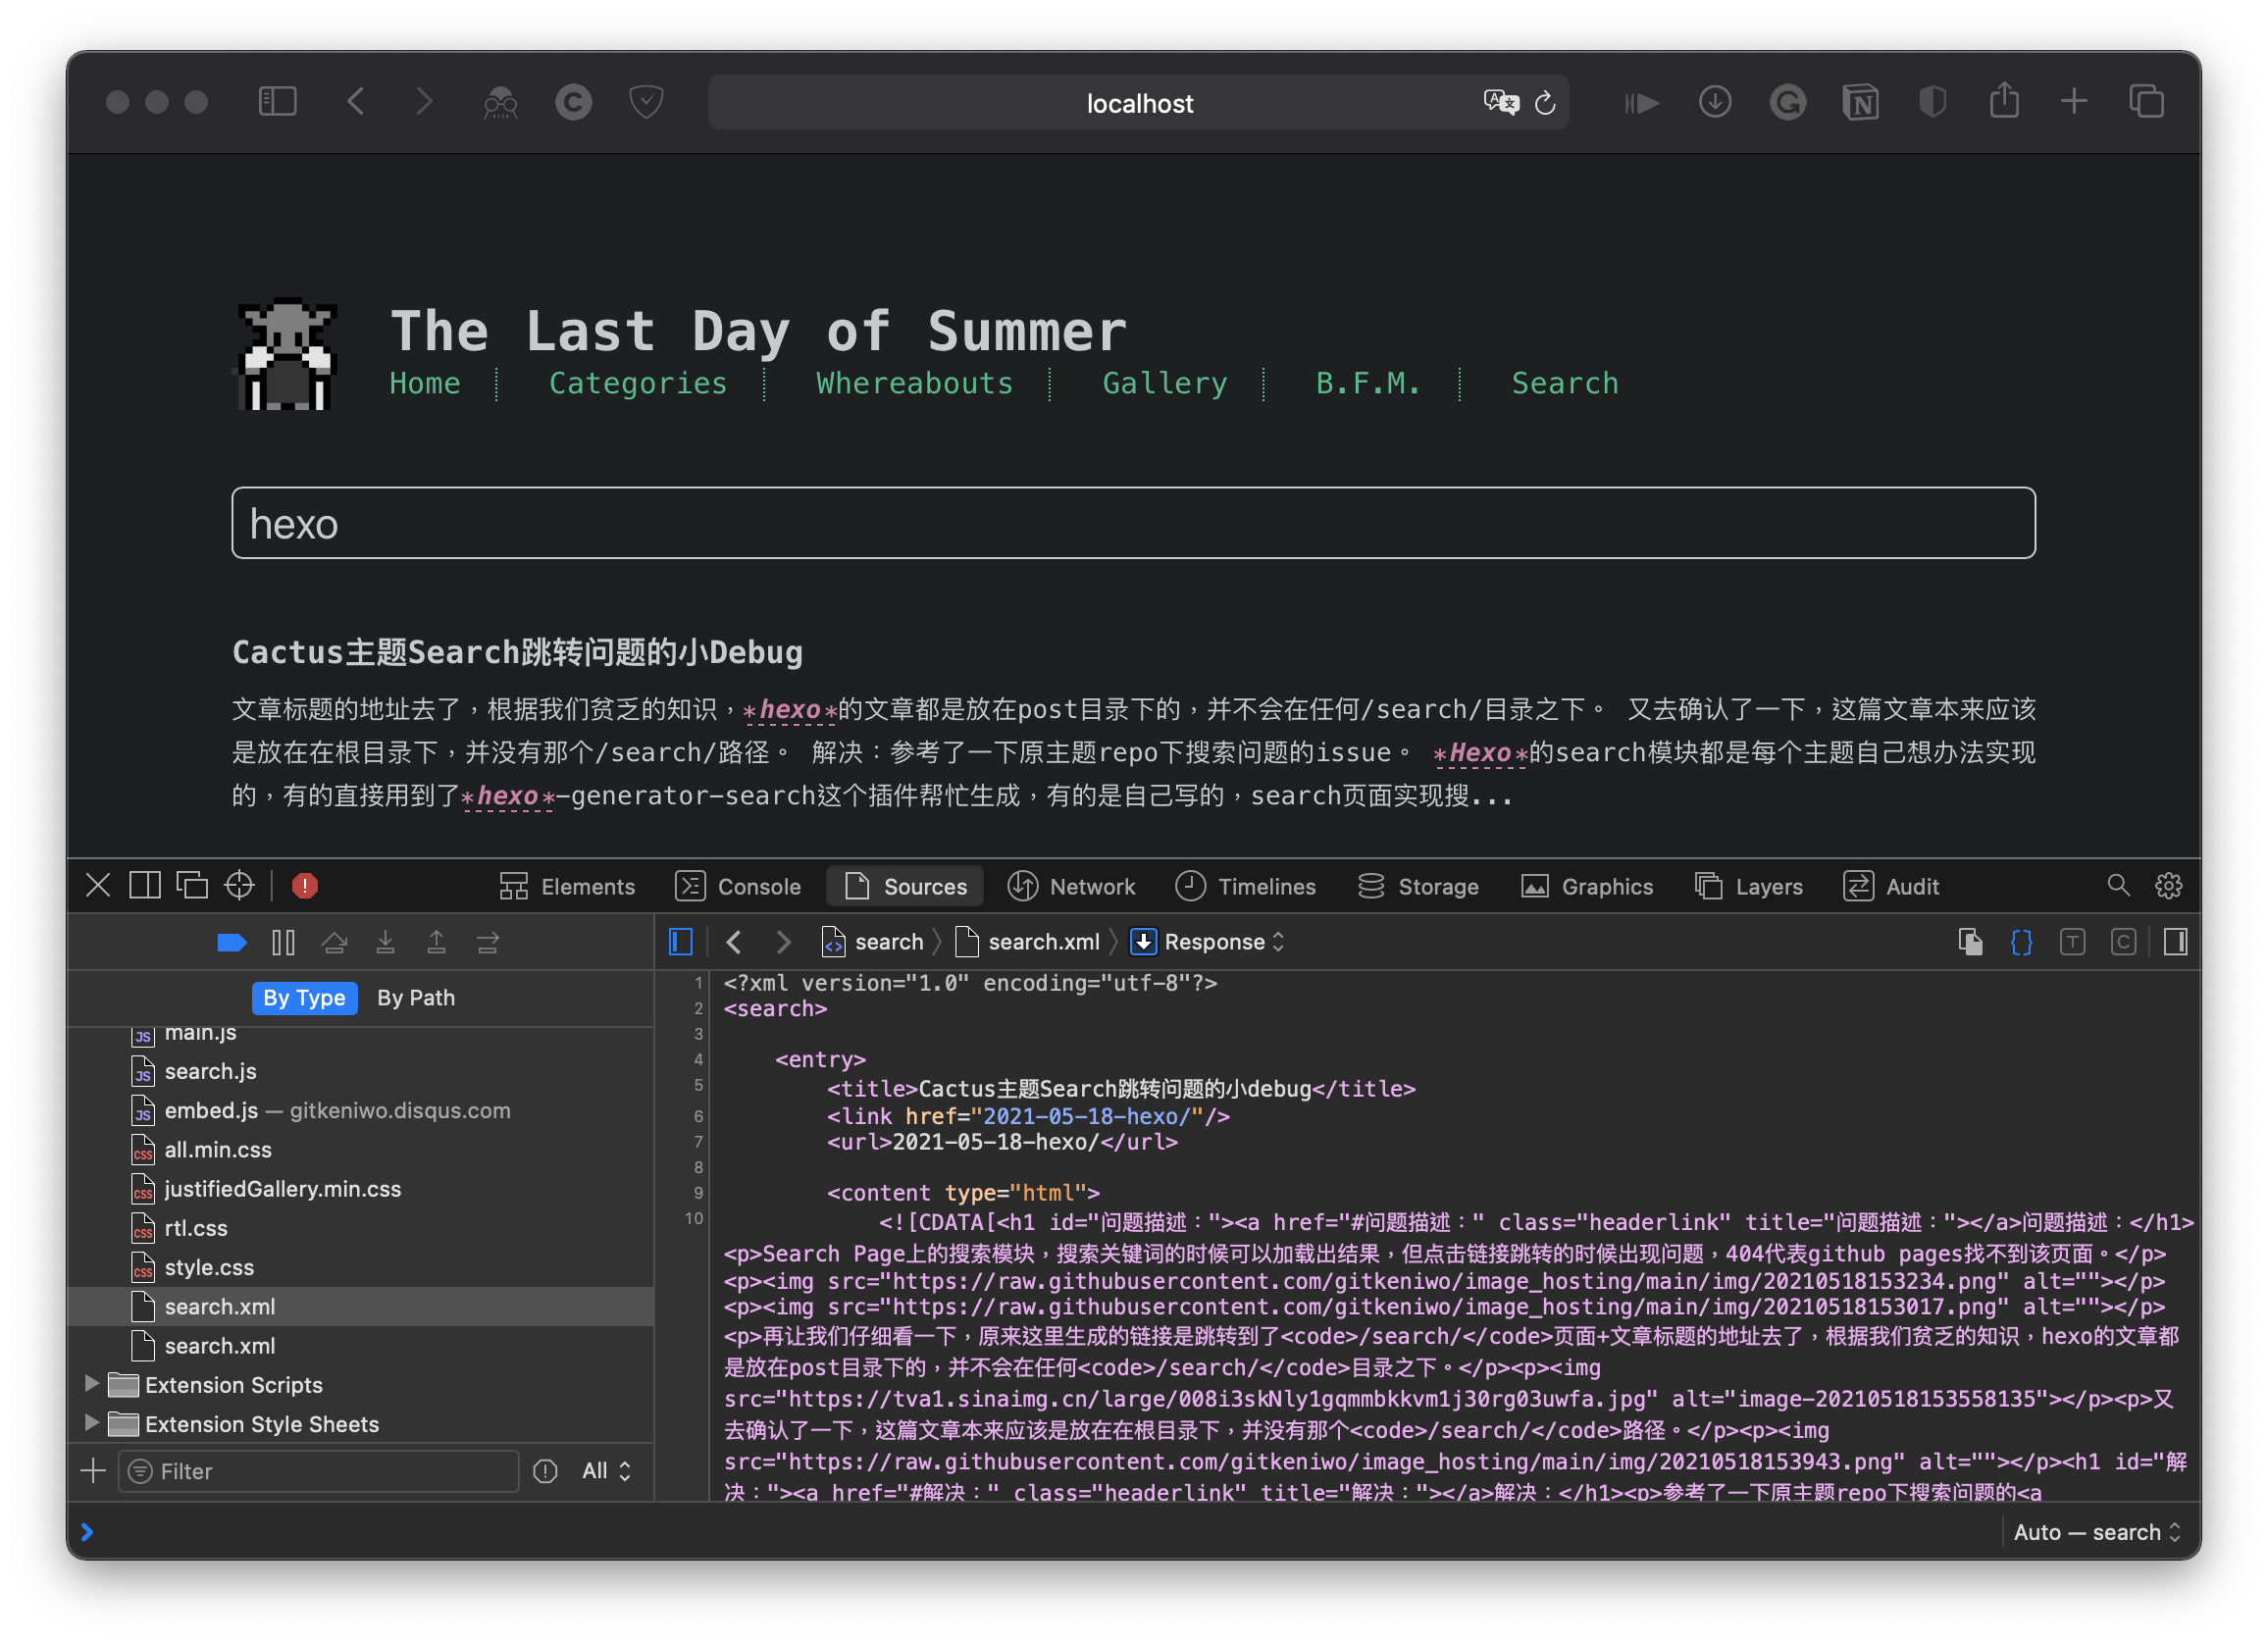 localhost
The Last Day of Summer
Home Categories Whereabouts Gallery B.F.M. Search
hexo
Cactus主题Search跳转问题的小Debug
文章标题的地址去了，根据我们贫乏的知识，*hexo*的文章都是放在post目录下的，并不会在任何/search/目录之下。 又去确认了一下，这篇文章本来应该
是放在在根目录下，并没有那个/search/路径。 解决：参考了一下原主题repo下搜索问题的issue。 *Hexo*的search模块都是每个主题自己想办法实现
的，有的直接用到了*hexo*-generator-search这个插件帮忙生成，有的是自己写的，search页面实现搜...
Elements Console Sources Network Timelines Storage Graphics Layers Audit
search search.xml Response
By Type By Path
main.js
search.js
embed.js — gitkeniwo.disqus.com
all.min.css
justifiedGallery.min.css
rtl.css
style.css
search.xml
search.xml
Extension Scripts
Extension Style Sheets
Filter All
1 <?xml version="1.0" encoding="utf-8"?>
2 <search>
3
4 <entry>
5 <title>Cactus主题Search跳转问题的小debug</title>
6 <link href="2021-05-18-hexo/"/>
7 <url>2021-05-18-hexo/</url>
8
9 <content type="html">
10 <![CDATA[<h1 id="问题描述："><a href="#问题描述：" class="headerlink" title="问题描述："></a>问题描述：</h1>
<p>Search Page上的搜索模块，搜索关键词的时候可以加载出结果，但点击链接跳转的时候出现问题，404代表github pages找不到该页面。</p>
<p><img src="https://raw.githubusercontent.com/gitkeniwo/image_hosting/main/img/20210518153234.png" alt=""></p>
<p><img src="https://raw.githubusercontent.com/gitkeniwo/image_hosting/main/img/20210518153017.png" alt=""></p>
<p>再让我们仔细看一下，原来这里生成的链接是跳转到了<code>/search/</code>页面+文章标题的地址去了，根据我们贫乏的知识，hexo的文章都
是放在post目录下的，并不会在任何<code>/search/</code>目录之下。</p><p><img
src="https://tva1.sinaimg.cn/large/008i3skNly1gqmmbkkvm1j30rg03uwfa.jpg" alt="image-20210518153558135"></p><p>又
去确认了一下，这篇文章本来应该是放在在根目录下，并没有那个<code>/search/</code>路径。</p><p><img
src="https://raw.githubusercontent.com/gitkeniwo/image_hosting/main/img/20210518153943.png" alt=""></p><h1 id="解
决："><a href="#解决：" class="headerlink" title="解决："></a>解决：</h1><p>参考了一下原主题repo下搜索问题的<a
Auto — search